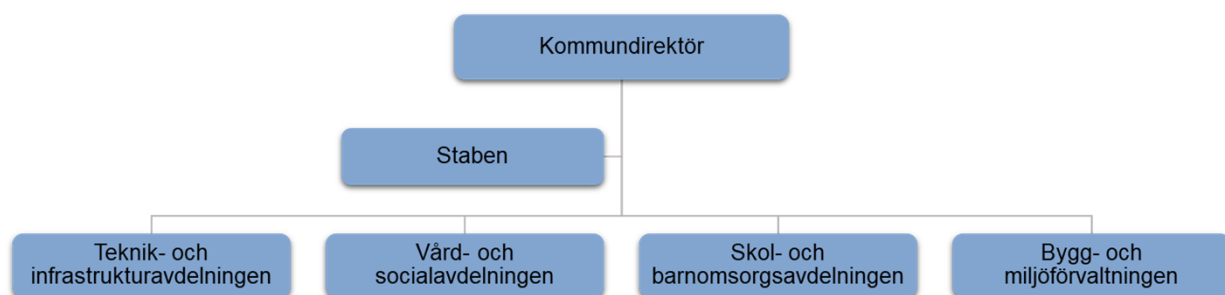 Kommundirektör
Staben
Teknik- och
infrastrukturavdelningen
Vård- och
socialavdelningen
Skol- och
barnomsorgsavdelningen
Bygg- och
miljöförvaltningen